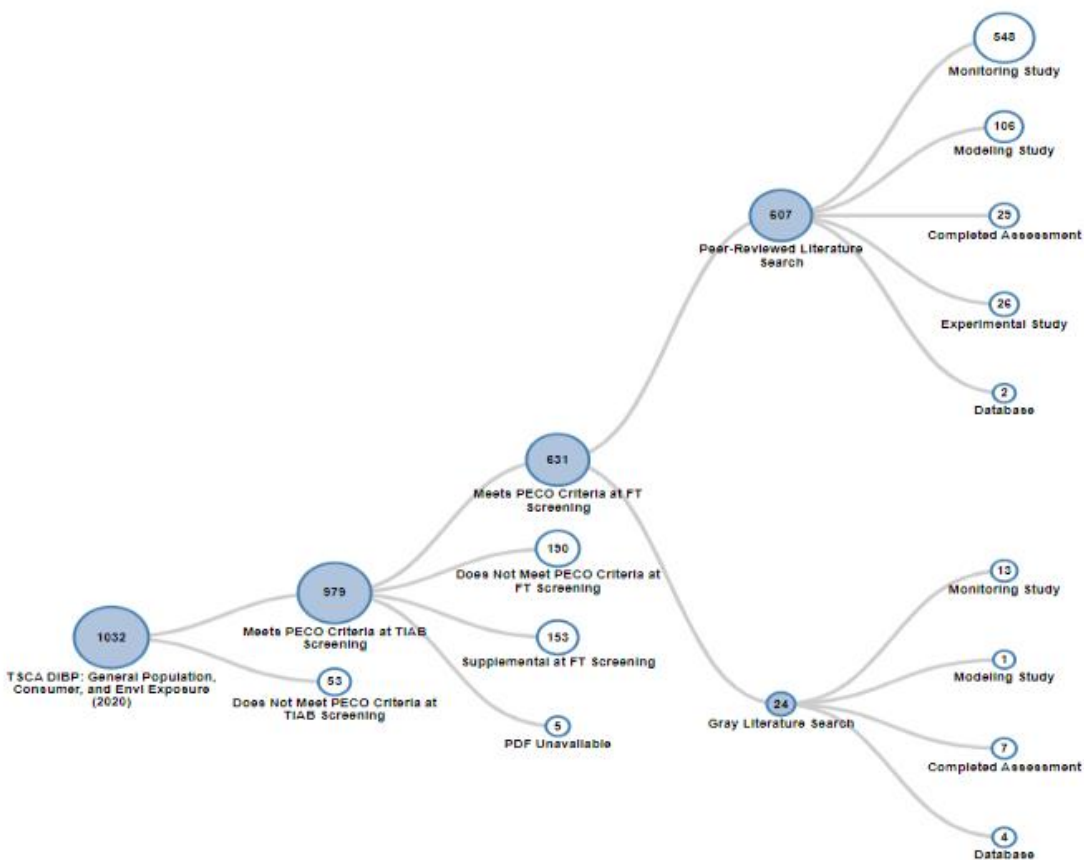 548
Monitoring Study
106
Modeling Study
607
Peer-Reviewed Literature
Search
29
Completed Assessment
26
Experimental Study
2
Database
631
Meets PECO Criteria at FT
Screening
190
Does Not Meet PECO Criteria at
FT Screening
979
Meets PECO Criteria at TIAB
Screening
153
Supplemental at FT Screening
1032
TSCA DIBP: General Population,
Consumer, and Envi Exposure
(2020)
53
Does Not Meet PECO Criteria at
TIAB Screening
5
PDF Unavailable
13
Monitoring Study
1
Modeling Study
24
Gray Literature Search
7
Completed Assessment
4
Database